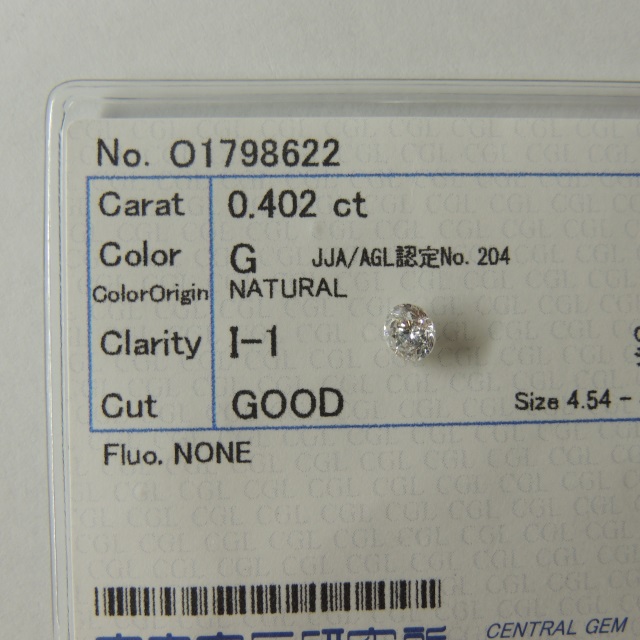 No. O1798622
Carat 0.402 ct
Color G JJA/AGL認定No. 204
ColorOrigin NATURAL
Clarity I-1
Cut GOOD Size 4.54 -
Fluo. NONE
CENTRAL GEM